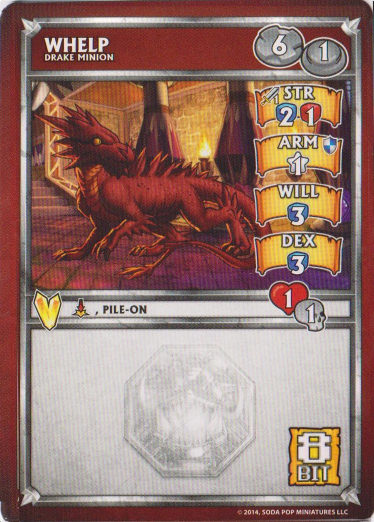 WHELP
DRAKE MINION
6 1
STR
2 1
ARM
1
WILL
3
DEX
3
1
1
, PILE-ON
8
BIT
© 2014, SODA POP MINIATURES LLC